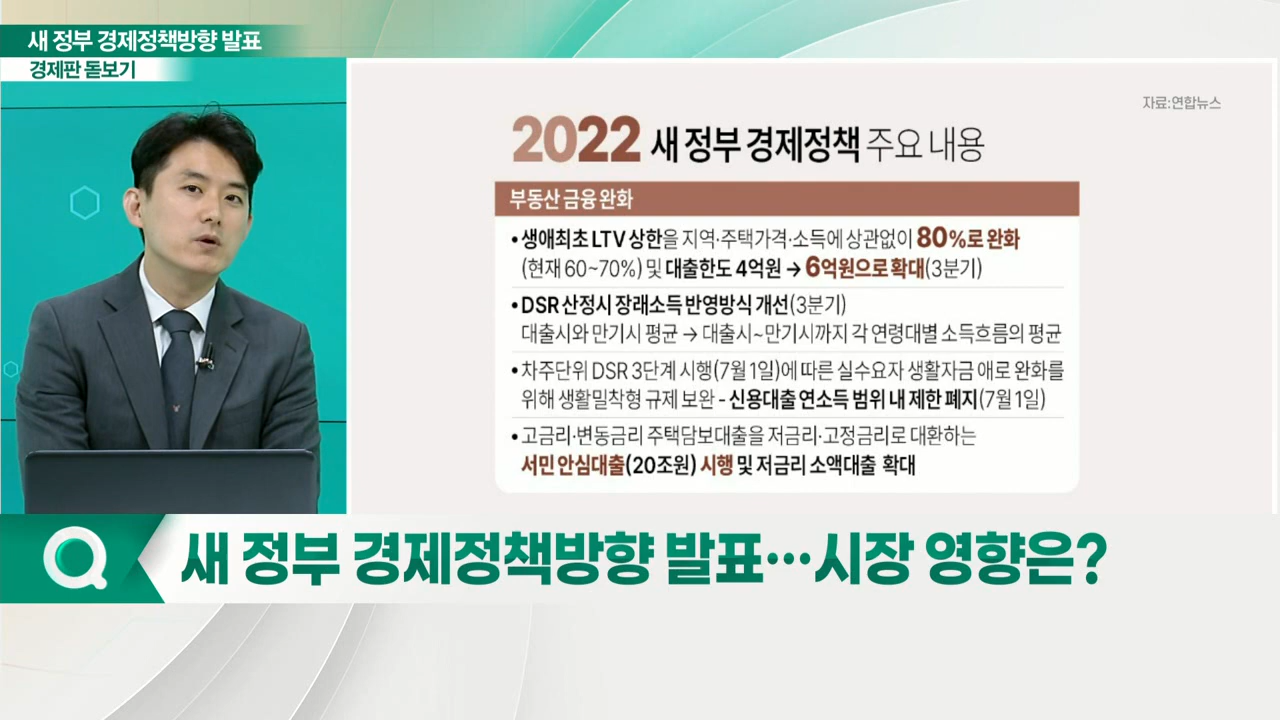 새 정부 경제정책방향 발표
경제판 돋보기
자료:연합뉴스
2022 새 정부 경제정책 주요 내용
부동산 금융 완화
• 생애최초 LTV 상한을 지역·주택가격·소득에 상관없이 80%로 완화
(현재 60~70%) 및 대출한도 4억원 → 6억원으로 확대(3분기)
• DSR 산정시 장래소득 반영방식 개선(3분기)
대출시와 만기시 평균 → 대출시~만기시까지 각 연령대별 소득흐름의 평균
• 차주단위 DSR 3단계 시행(7월 1일)에 따른 실수요자 생활자금 애로 완화를
위해 생활밀착형 규제 보완 - 신용대출 연소득 범위 내 제한 폐지(7월 1일)
• 고금리·변동금리 주택담보대출을 저금리·고정금리로 대환하는
서민 안심대출(20조원) 시행 및 저금리 소액대출 확대
새 정부 경제정책방향 발표…시장 영향은?